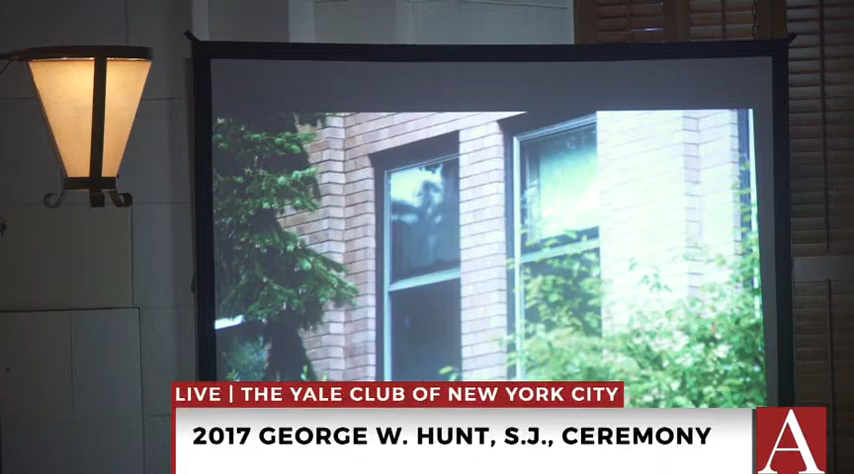 LIVE | THE YALE CLUB OF NEW YORK CITY
2017 GEORGE W. HUNT, S.J., CEREMONY
A